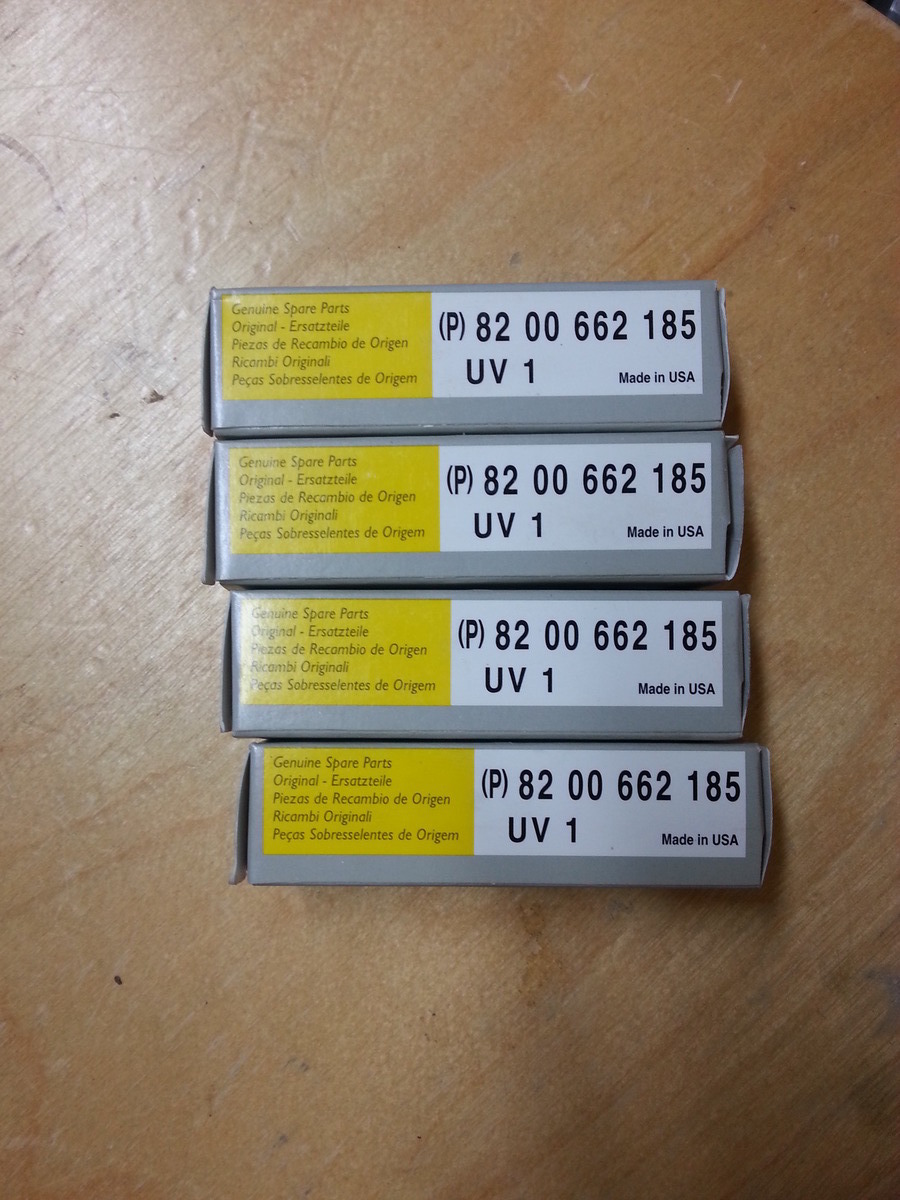 Genuine Spare Parts
Original - Ersatzteile
Piezas de Recambio de Origen
Ricambi Originali
Peças Sobresselentes de Origem
(P) 82 00 662 185
UV 1
Made in USA
Genuine Spare Parts
Original - Ersatzteile
Piezas de Recambio de Origen
Ricambi Originali
Peças Sobresselentes de Origem
(P) 82 00 662 185
UV 1
Made in USA
Genuine Spare Parts
Original - Ersatzteile
Piezas de Recambio de Origen
Ricambi Originali
Peças Sobresselentes de Origem
(P) 82 00 662 185
UV 1
Made in USA
Genuine Spare Parts
Original - Ersatzteile
Piezas de Recambio de Origen
Ricambi Originali
Peças Sobresselentes de Origem
(P) 82 00 662 185
UV 1
Made in USA